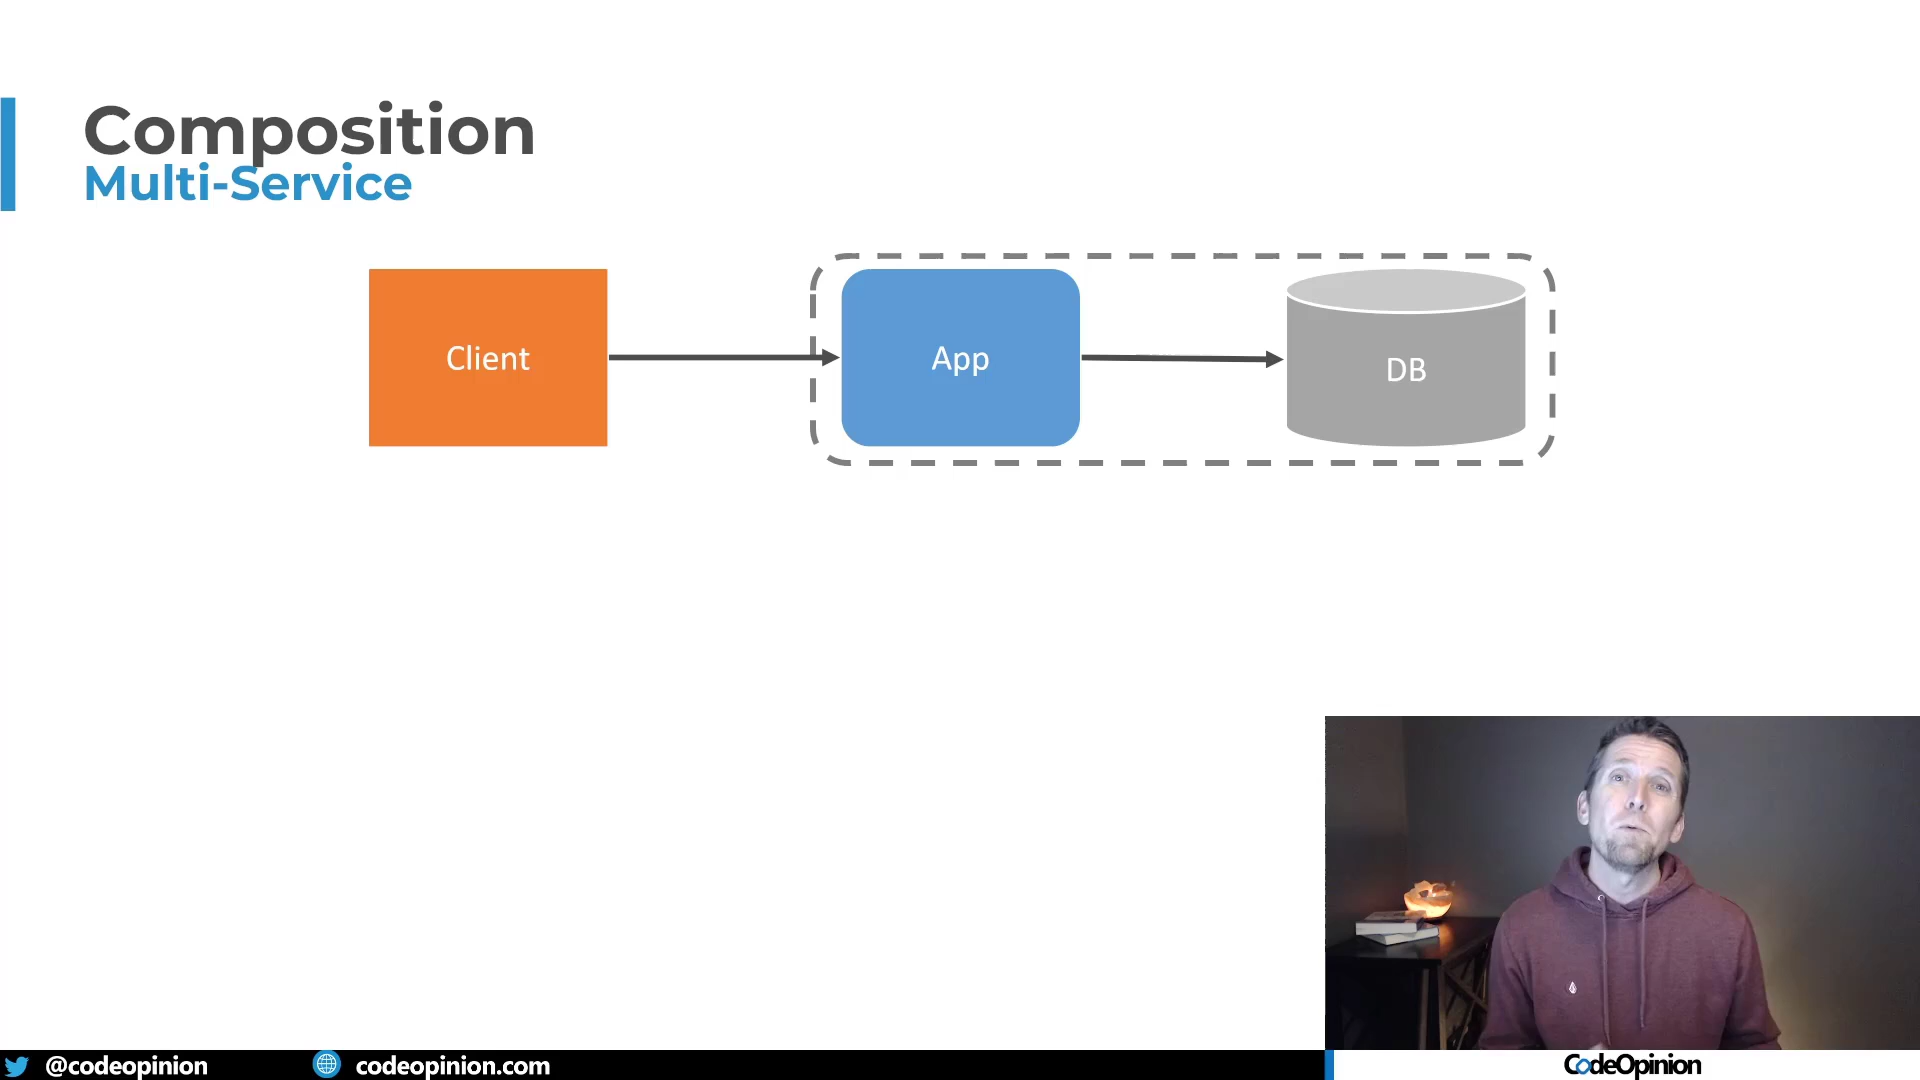 Composition
Multi-Service
Client
App
DB
@codeopinion
codeopinion.com
CodeOpinion